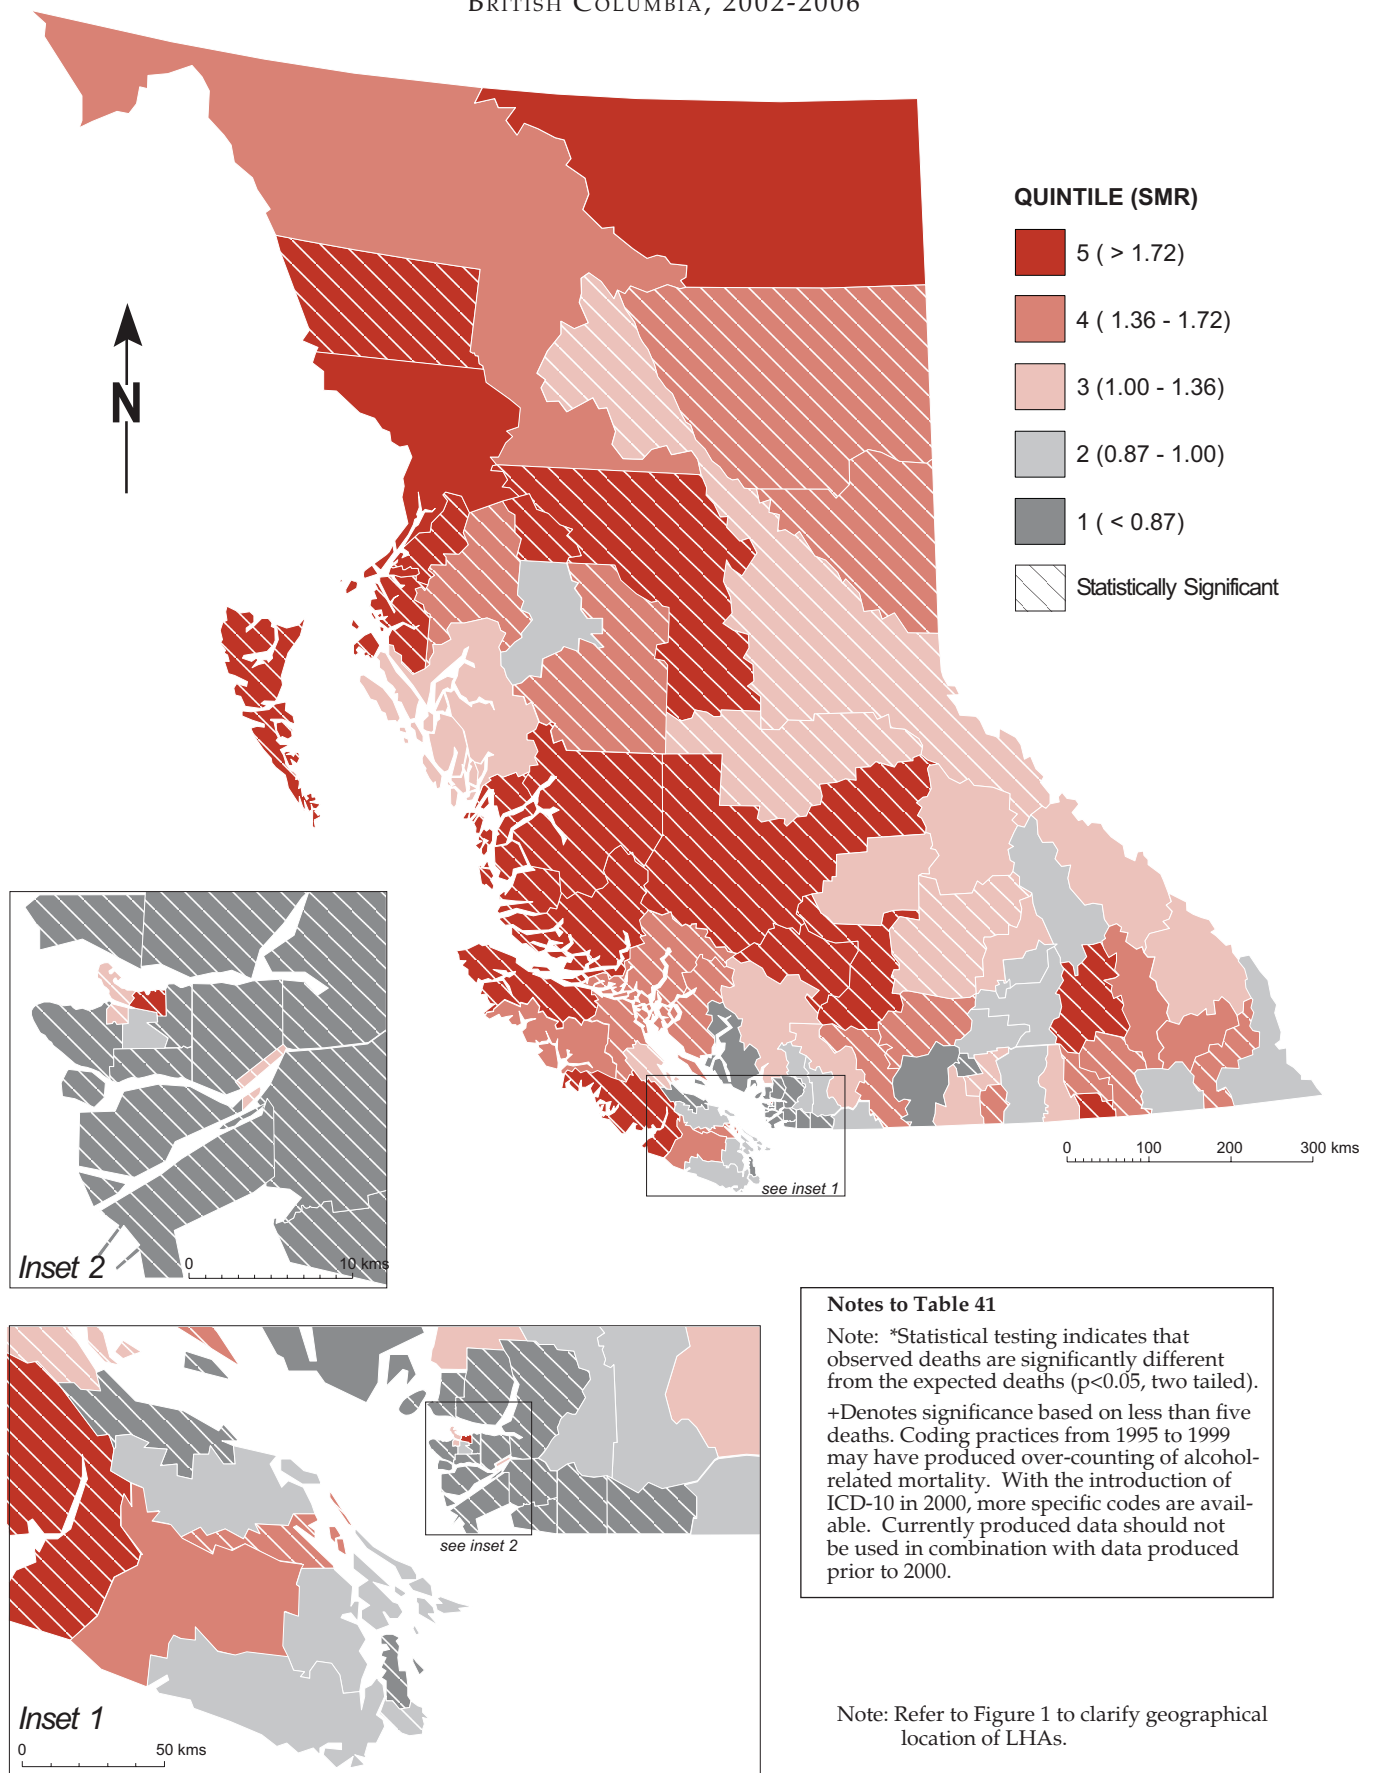 BRITISH COLUMBIA, 2002-2006
QUINTILE (SMR)
5 ( > 1.72)
4 ( 1.36 - 1.72)
3 (1.00 - 1.36)
2 (0.87 - 1.00)
1 ( < 0.87)
Statistically Significant
N
0 100 200 300 kms
see inset 1
Inset 2
0 10 kms
Notes to Table 41
Note: *Statistical testing indicates that
observed deaths are significantly different
from the expected deaths (p<0.05, two tailed).
+Denotes significance based on less than five
deaths. Coding practices from 1995 to 1999
may have produced over-counting of alcohol-
related mortality. With the introduction of
ICD-10 in 2000, more specific codes are avail-
able. Currently produced data should not
be used in combination with data produced
prior to 2000.
see inset 2
Inset 1
0 50 kms
Note: Refer to Figure 1 to clarify geographical
location of LHAs.